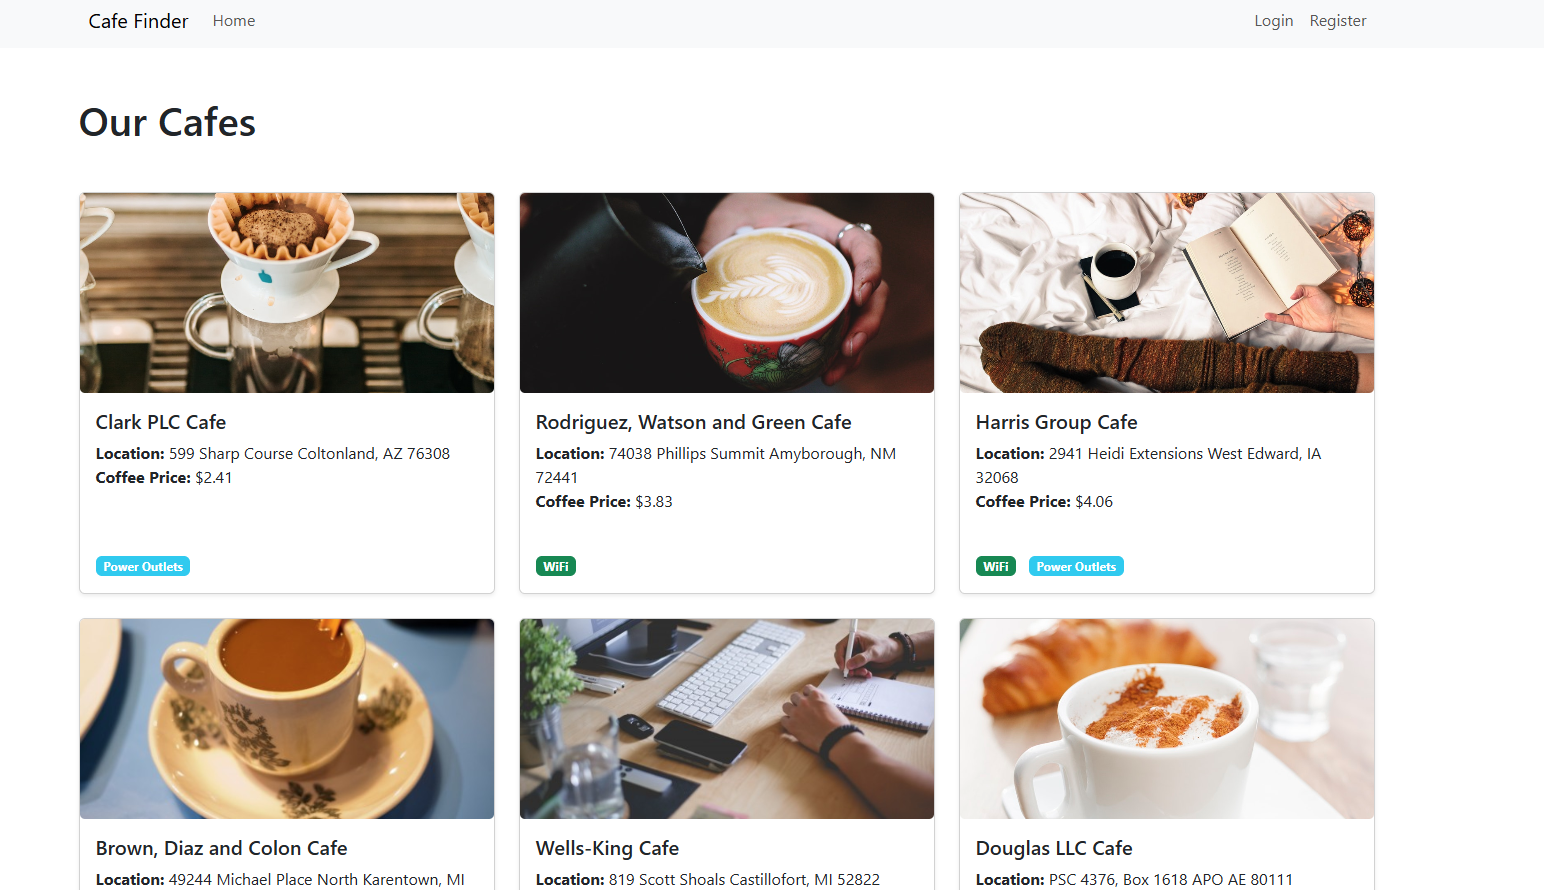 Cafe Finder Home Login Register
Our Cafes
Clark PLC Cafe
Location: 599 Sharp Course Coltonland, AZ 76308
Coffee Price: $2.41
Power Outlets
Rodriguez, Watson and Green Cafe
Location: 74038 Phillips Summit Amyborough, NM
72441
Coffee Price: $3.83
WiFi
Harris Group Cafe
Location: 2941 Heidi Extensions West Edward, IA
32068
Coffee Price: $4.06
WiFi Power Outlets
Brown, Diaz and Colon Cafe
Location: 49244 Michael Place North Karentown, MI
Wells-King Cafe
Location: 819 Scott Shoals Castillofort, MI 52822
Douglas LLC Cafe
Location: PSC 4376, Box 1618 APO AE 80111